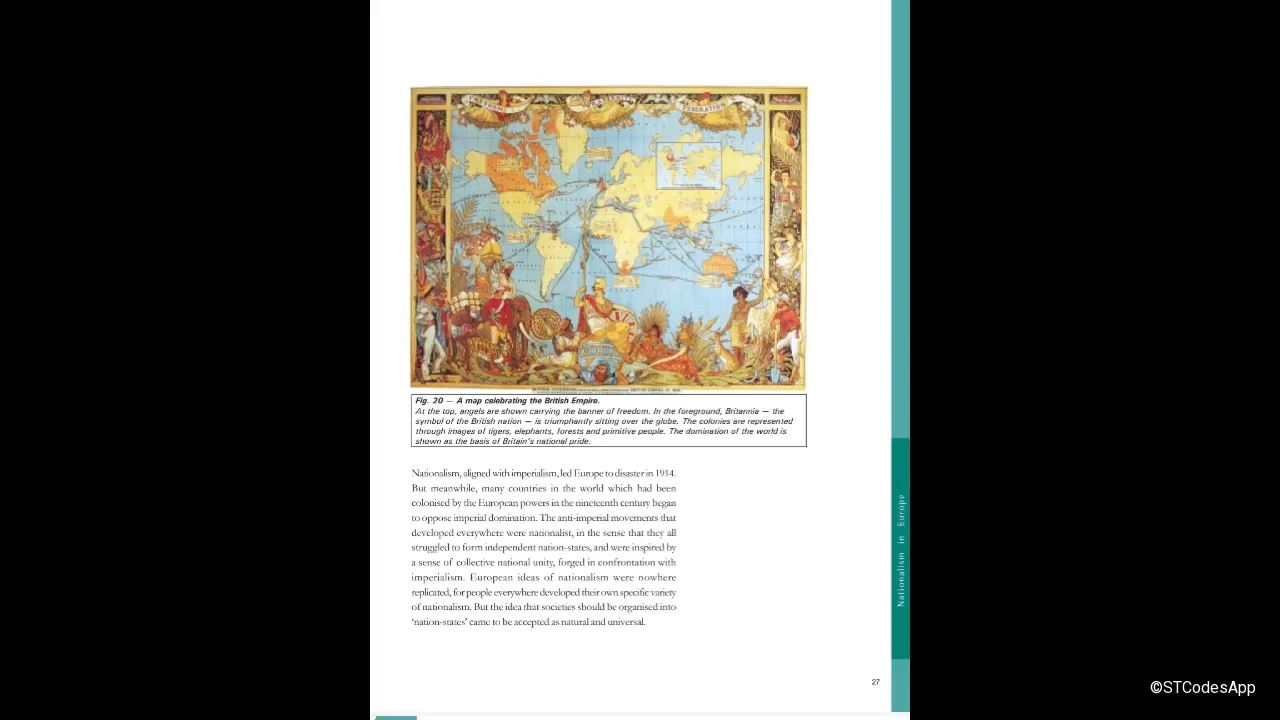 FREEDOM
FEDERATION
Fig. 20 — A map celebrating the British Empire.
At the top, angels are shown carrying the banner of freedom. In the foreground, Britannia — the
symbol of the British nation — is triumphantly sitting over the globe. The colonies are represented
through images of tigers, elephants, forests and primitive people. The domination of the world is
shown as the basis of Britain's national pride.
Nationalism, aligned with imperialism, led Europe to disaster in 1914.
But meanwhile, many countries in the world which had been
colonised by the European powers in the nineteenth century began
to oppose imperial domination. The anti-imperial movements that
developed everywhere were nationalist, in the sense that they all
struggled to form independent nation-states, and were inspired by
a sense of collective national unity, forged in confrontation with
imperialism. European ideas of nationalism were nowhere
replicated, for people everywhere developed their own specific variety
of nationalism. But the idea that societies should be organised into
‘nation-states’ came to be accepted as natural and universal.
Nationalism in Europe
27
©STCodesApp